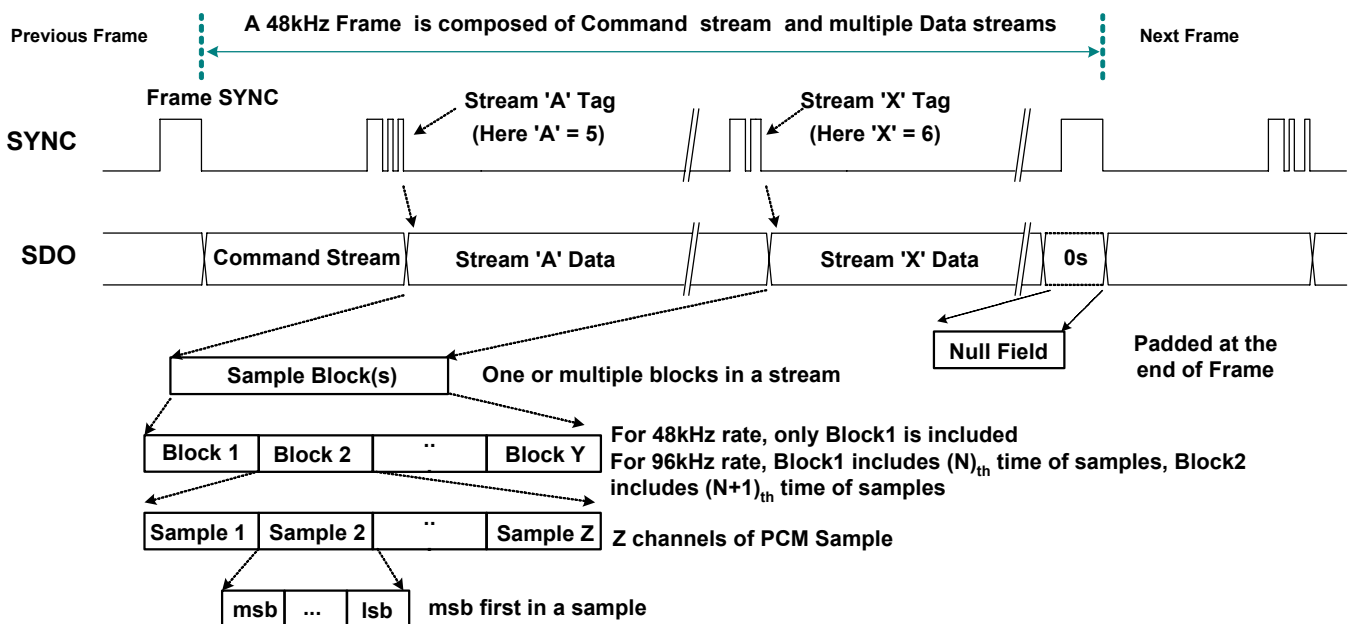 A 48kHz Frame is composed of Command stream and multiple Data streams
Previous Frame
Next Frame
Frame SYNC
Stream 'A' Tag
(Here 'A' = 5)
Stream 'X' Tag
(Here 'X' = 6)
SYNC
SDO
Command Stream
Stream 'A' Data
Stream 'X' Data
0s
Null Field
Padded at the
end of Frame
Sample Block(s)
One or multiple blocks in a stream
Block 1
Block 2
..
Block Y
For 48kHz rate, only Block1 is included
For 96kHz rate, Block1 includes (N)th time of samples, Block2
includes (N+1)th time of samples
Sample 1
Sample 2
..
Sample Z
Z channels of PCM Sample
msb
...
lsb
msb first in a sample